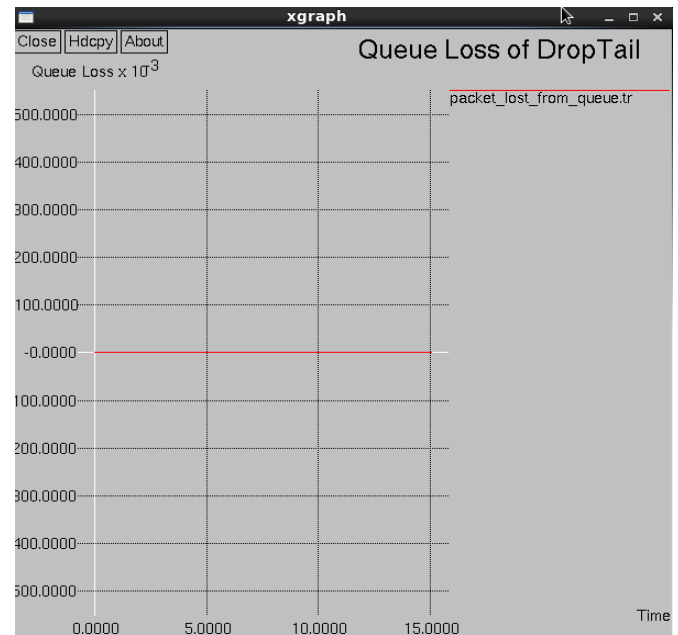 xgraph
Close Hdcpy About
Queue Loss of DropTail
Queue Loss x 10-3
packet_lost_from_queue.tr
500.0000
400.0000
300.0000
200.0000
100.0000
-0.0000
100.0000
200.0000
300.0000
400.0000
500.0000
Time
0.0000 5.0000 10.0000 15.0000